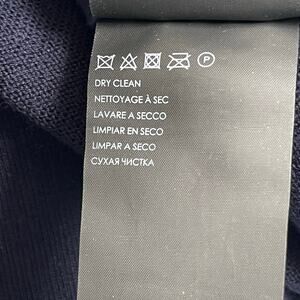 P
DRY CLEAN
NETTOYAGE À SEC
LAVARE A SECCO
LIMPIAR EN SECO
LIMPAR A SECO
СУХАЯ ЧИСТКА